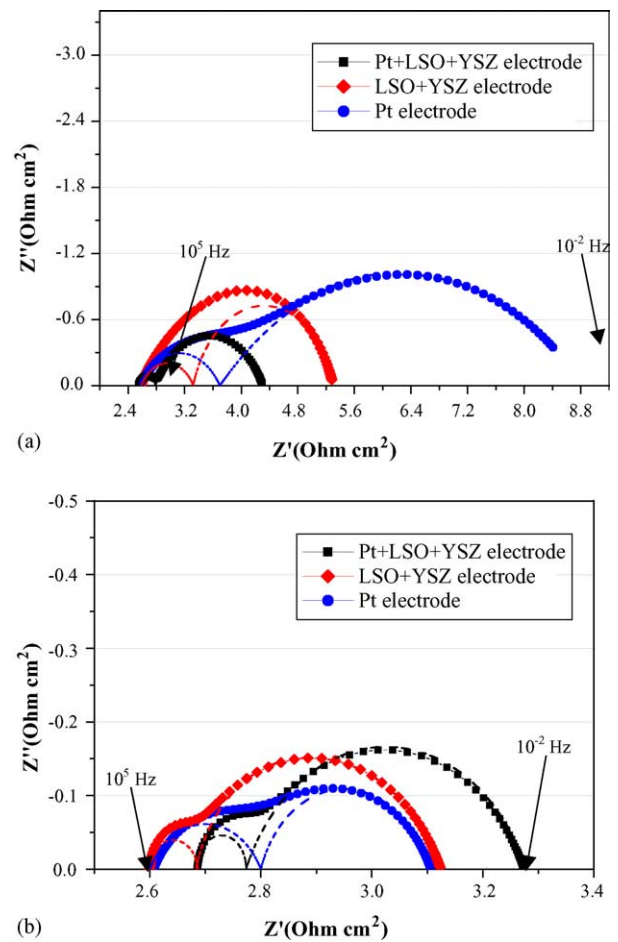 -3.0
Pt+LSO+YSZ electrode
LSO+YSZ electrode
Pt electrode
-2.4
Z''(Ohm cm²)
-1.8
-1.2
10⁵ Hz
10⁻² Hz
-0.6
0.0
2.4 3.2 4.0 4.8 5.6 6.4 7.2 8.0 8.8
(a)
Z'(Ohm cm²)
-0.5
Pt+LSO+YSZ electrode
LSO+YSZ electrode
Pt electrode
-0.4
Z''(Ohm cm²)
-0.3
-0.2
10⁵ Hz
10⁻² Hz
-0.1
0.0
2.6 2.8 3.0 3.2 3.4
(b)
Z'(Ohm cm²)